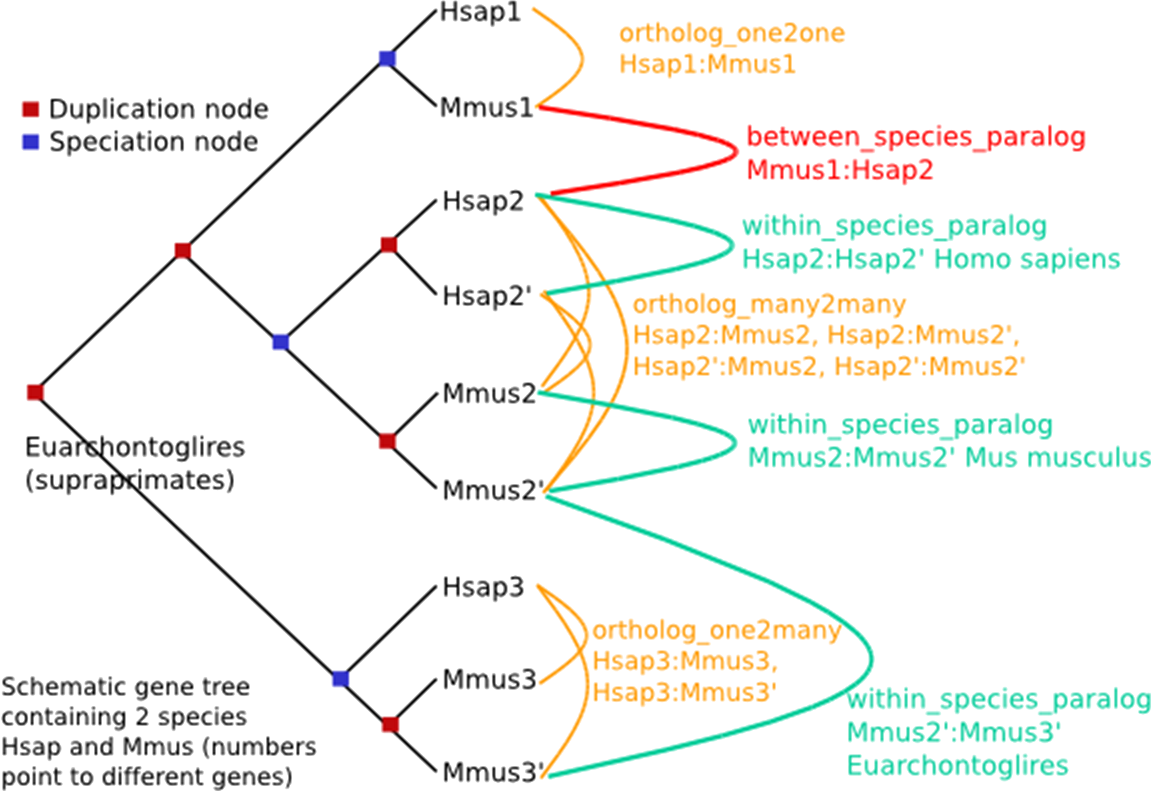 Hsap1
ortholog_one2one
Hsap1:Mmus1
Mmus1
Duplication node
Speciation node
between_species_paralog
Mmus1:Hsap2
Hsap2
within_species_paralog
Hsap2:Hsap2' Homo sapiens
Hsap2'
ortholog_many2many
Hsap2:Mmus2, Hsap2:Mmus2',
Hsap2':Mmus2, Hsap2':Mmus2'
Mmus2
within_species_paralog
Mmus2:Mmus2' Mus musculus
Euarchontoglires
(supraprimates)
Mmus2'
Hsap3
ortholog_one2many
Hsap3:Mmus3,
Hsap3:Mmus3'
Mmus3
within_species_paralog
Mmus2':Mmus3'
Euarchontoglires
Schematic gene tree
containing 2 species
Hsap and Mmus (numbers
point to different genes)
Mmus3'